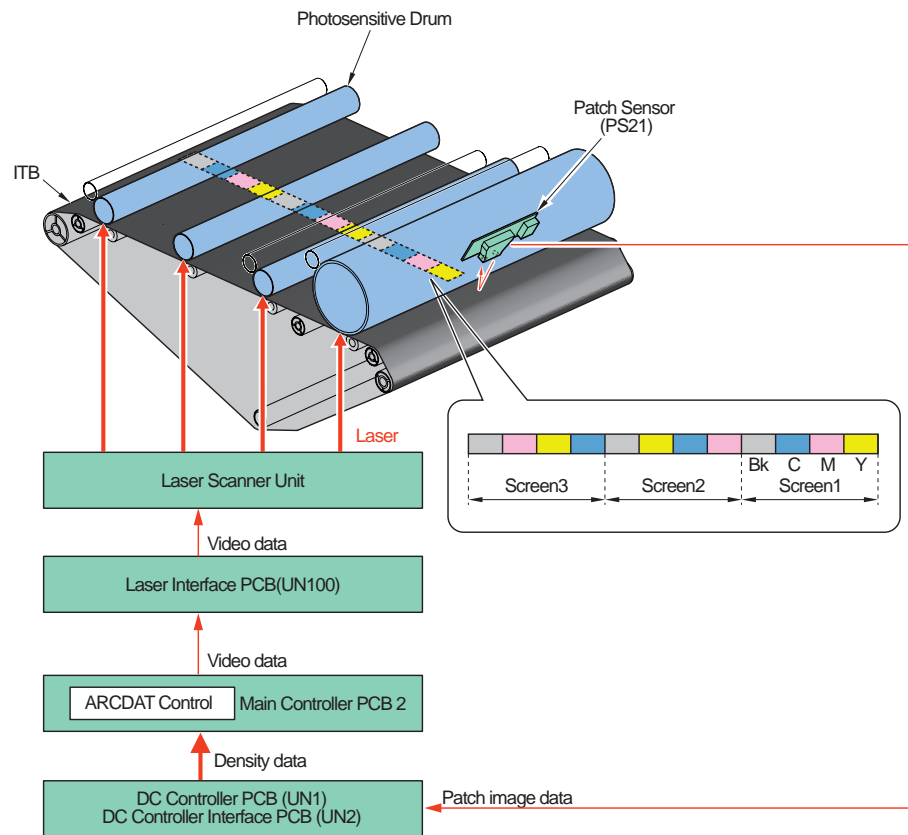 Photosensitive Drum
Patch Sensor
(PS21)
ITB
Laser
Bk C M Y
Screen3 Screen2 Screen1
Laser Scanner Unit
Video data
Laser Interface PCB(UN100)
Video data
ARCDAT Control Main Controller PCB 2
Density data
DC Controller PCB (UN1)
DC Controller Interface PCB (UN2)
Patch image data